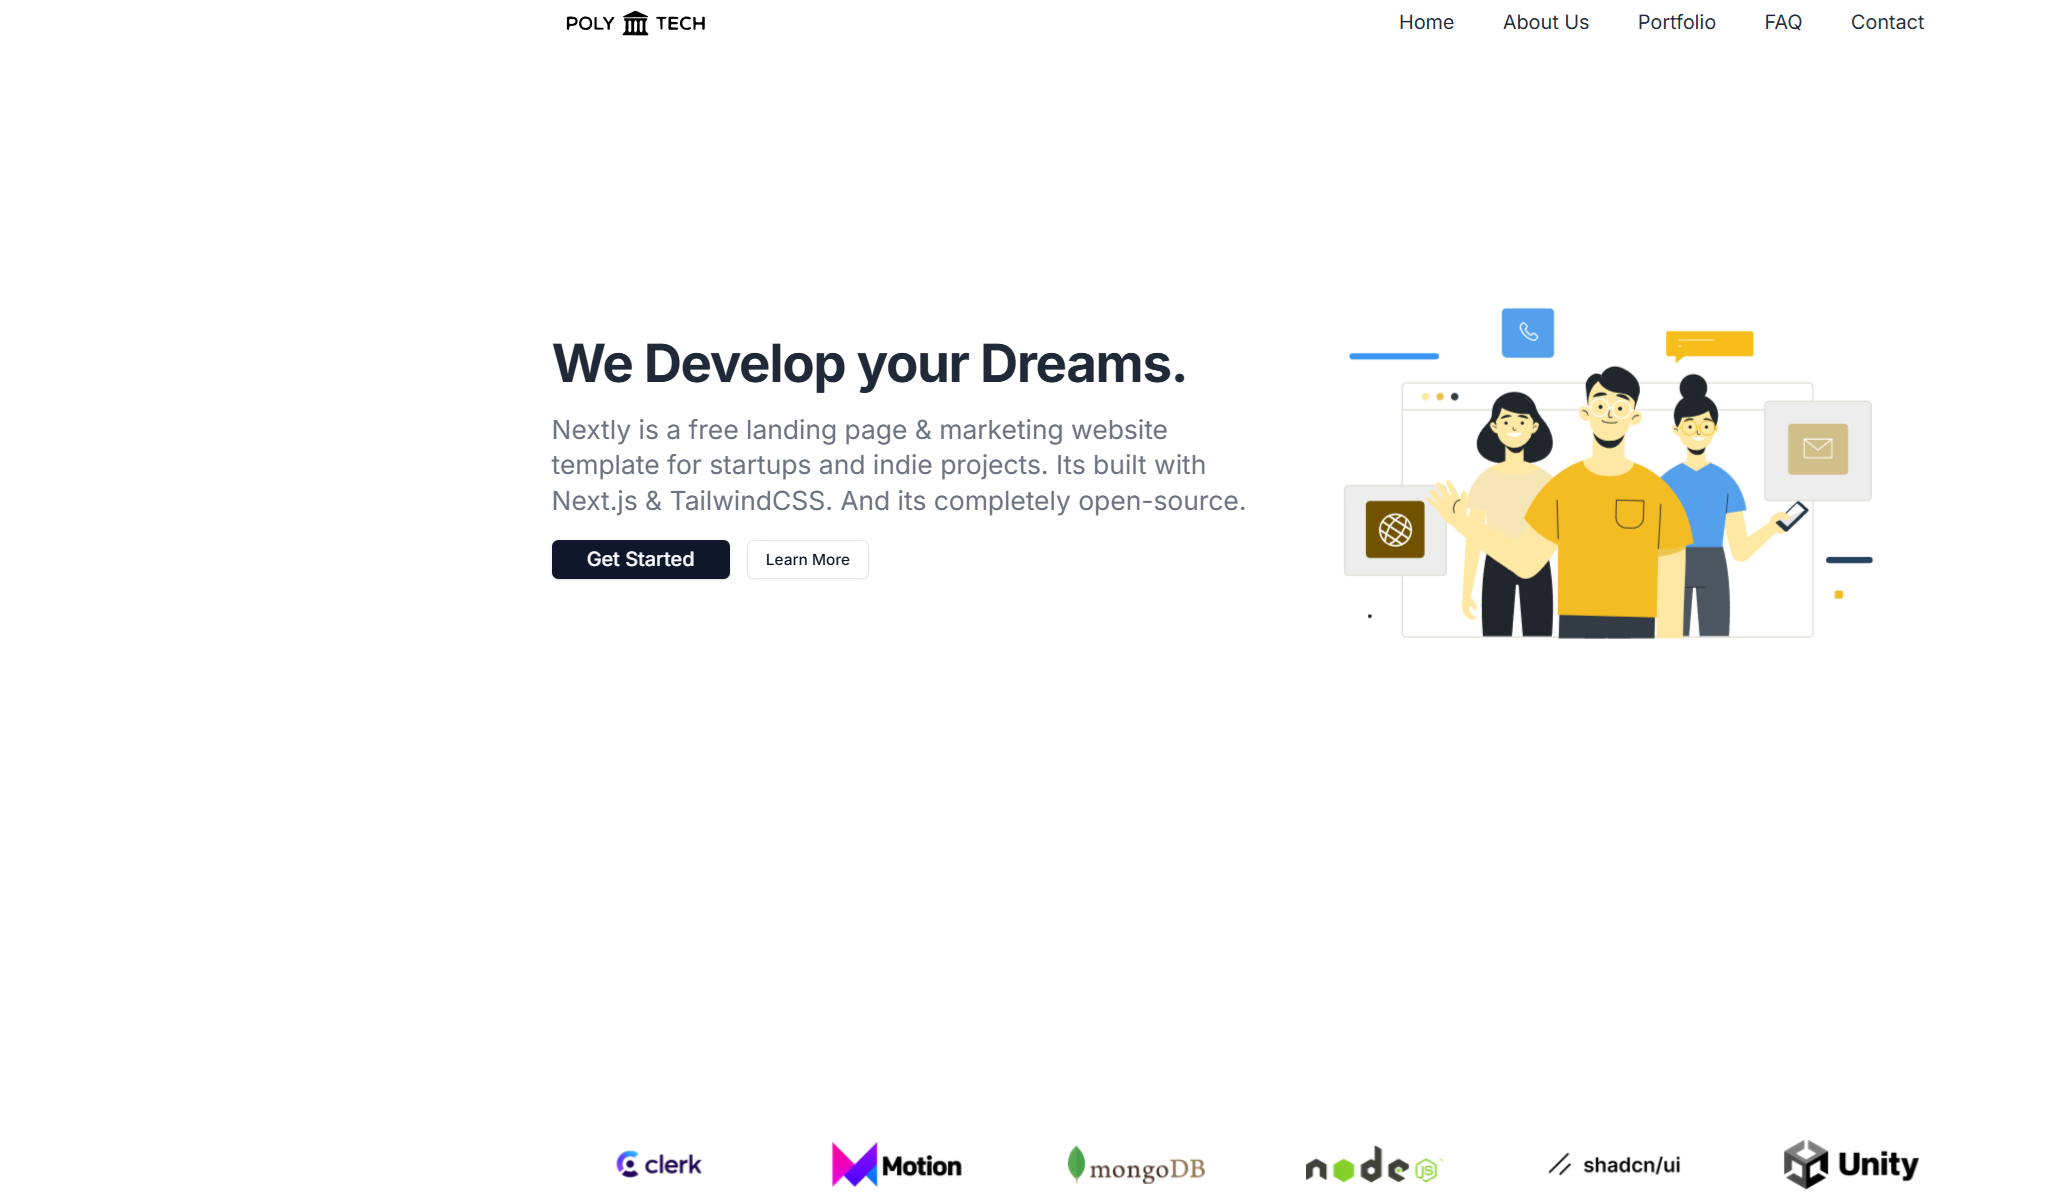 POLY TECH
Home About Us Portfolio FAQ Contact
We Develop your Dreams.
Nextly is a free landing page & marketing website
template for startups and indie projects. Its built with
Next.js & TailwindCSS. And its completely open-source.
Get Started Learn More
clerk Motion mongoDB node JS ™ shadcn/ui Unity